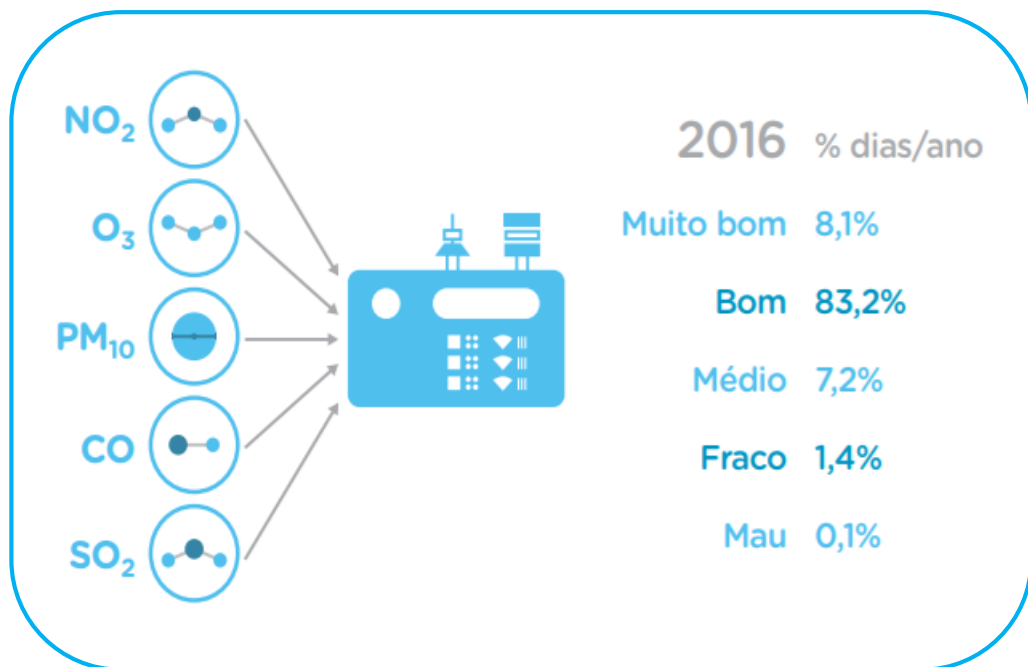 NO₂
O₃
PM₁₀
CO
SO₂
2016 % dias/ano
Muito bom 8,1%
Bom 83,2%
Médio 7,2%
Fraco 1,4%
Mau 0,1%